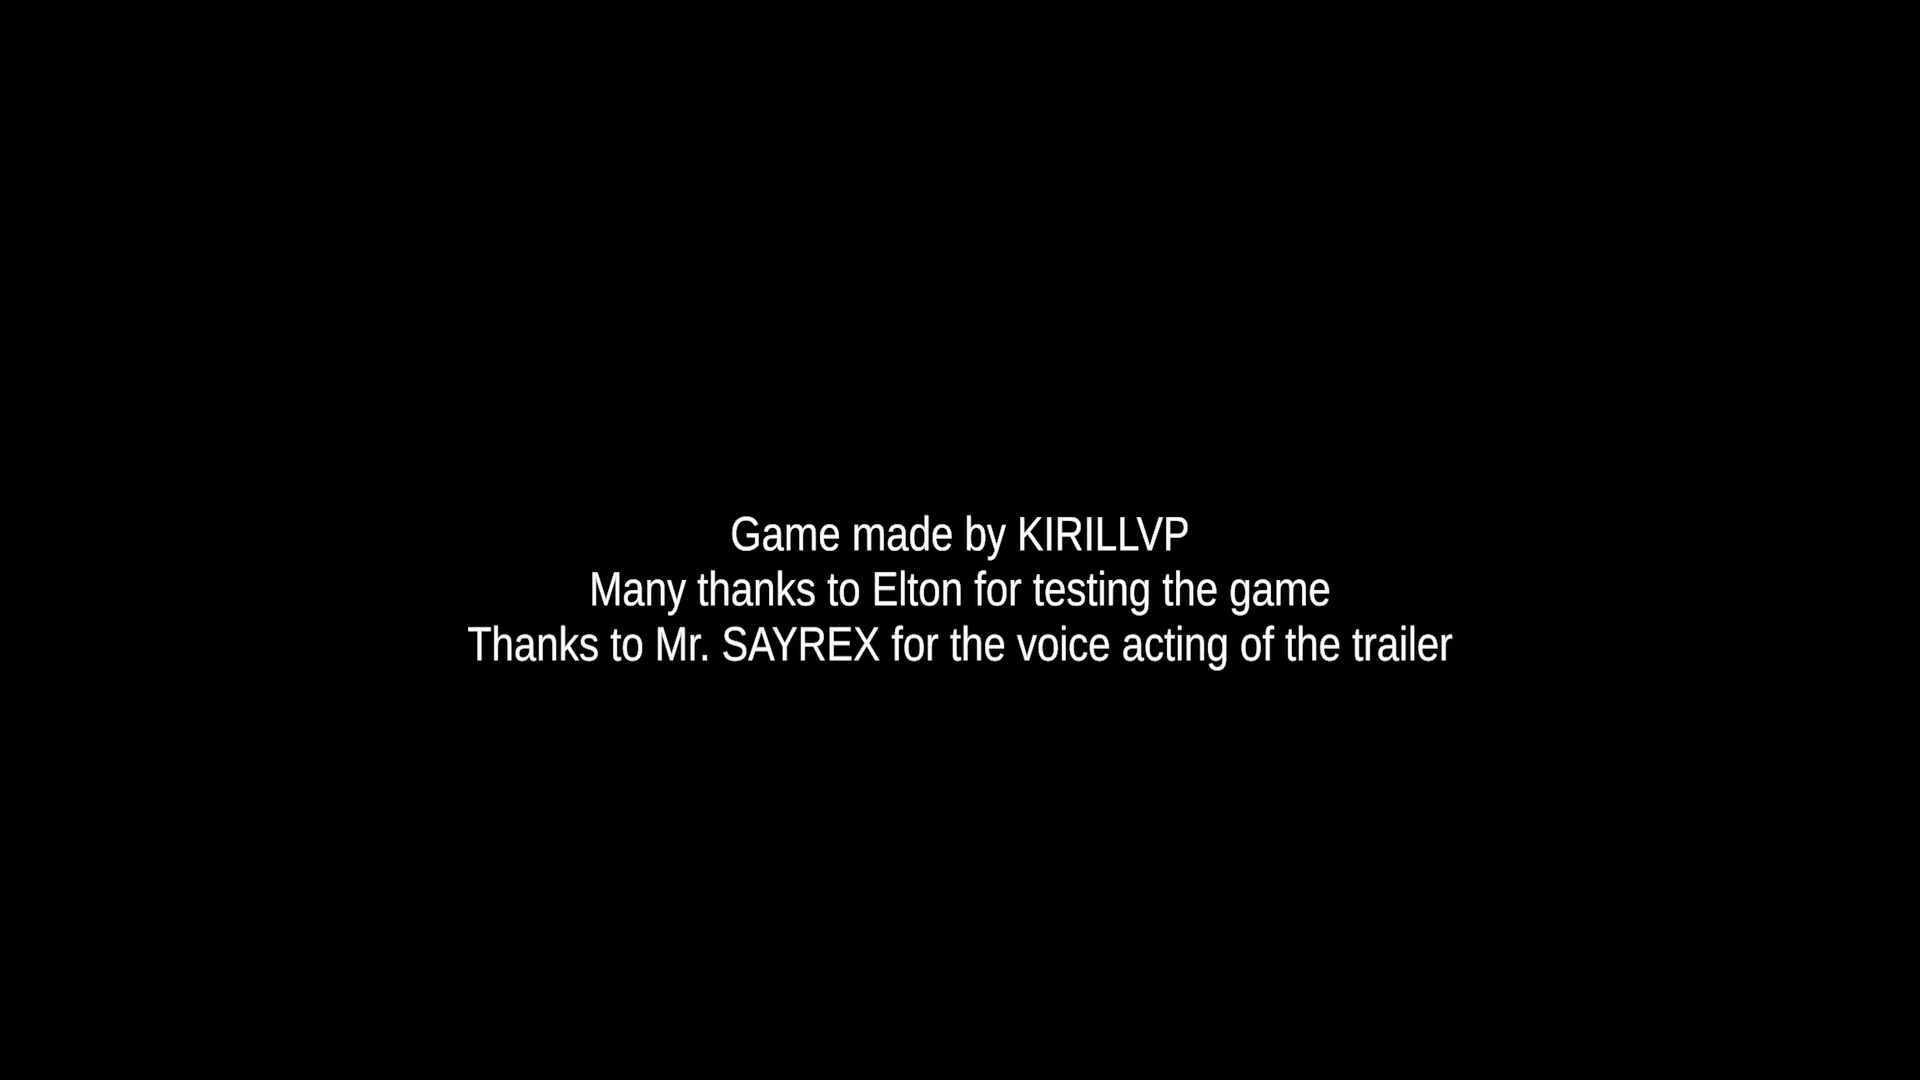 Game made by KIRILLVP
Many thanks to Elton for testing the game
Thanks to Mr. SAYREX for the voice acting of the trailer